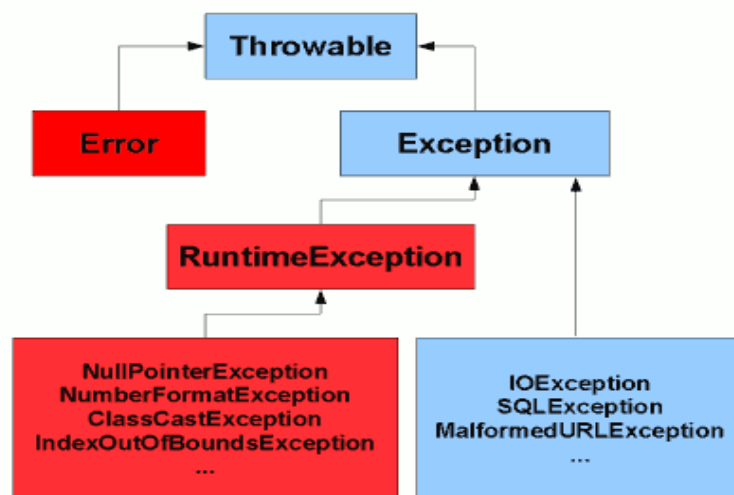 Throwable
Error
Exception
RuntimeException
NullPointerException
NumberFormatException
ClassCastException
IndexOutOfBoundsException
...
IOException
SQLException
MalformedURLException
...